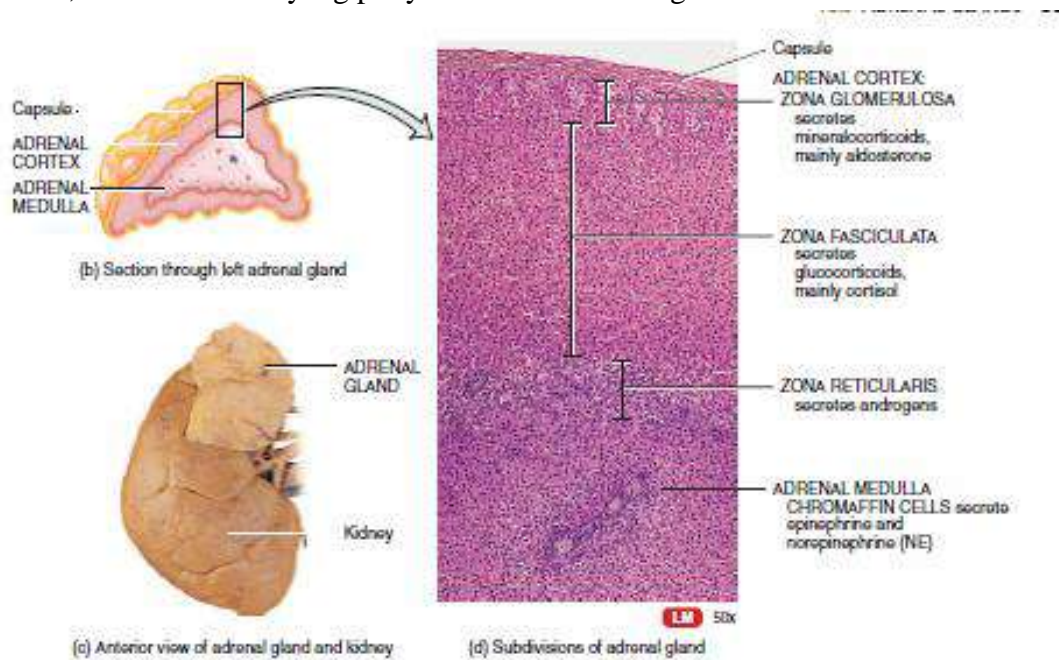 Capsule
ADRENAL
CORTEX
ADRENAL
MEDULLA
(b) Section through left adrenal gland
ADRENAL
GLAND
Kidney
(c) Anterior view of adrenal gland and kidney
Capsule
ADRENAL CORTEX:
ZONA GLOMERULOSA
secretes
mineralocorticoids,
mainly aldosterone
ZONA FASCICULATA
secretes
glucocorticoids,
mainly cortisol
ZONA RETICULARIS
secretes androgens
ADRENAL MEDULLA
CHROMAFFIN CELLS secrete
epinephrine and
norepinephrine (NE)
LM 50x
(d) Subdivisions of adrenal gland